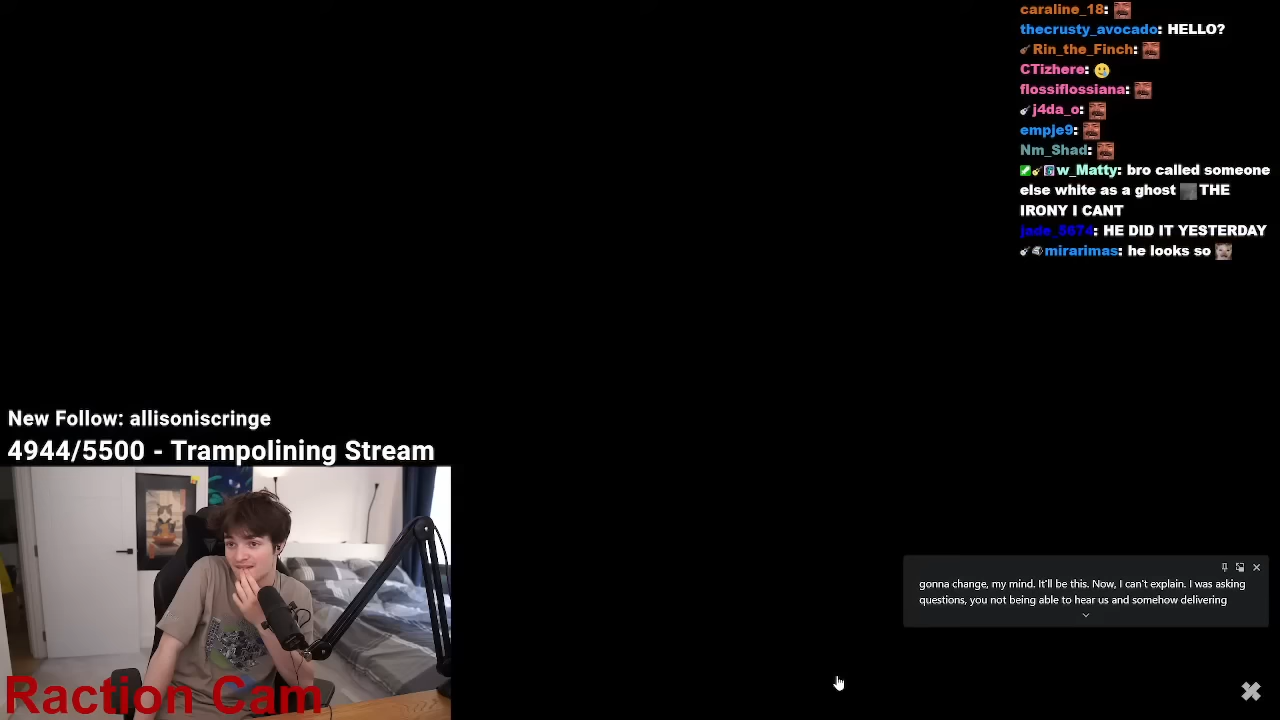 caraline_18:
thecrusty_avocado: HELLO?
Rin_the_Finch:
CTizhere:
flossiflossiana:
j4da_o:
empje9:
Nm_Shad:
w_Matty: bro called someone
else white as a ghost THE
IRONY I CANT
jade_5674: HE DID IT YESTERDAY
mirarimas: he looks so
New Follow: allisoniscringe
4944/5500 - Trampolining Stream
gonna change, my mind. It'll be this. Now, I can't explain. I was asking
questions, you not being able to hear us and somehow delivering
Raction Cam